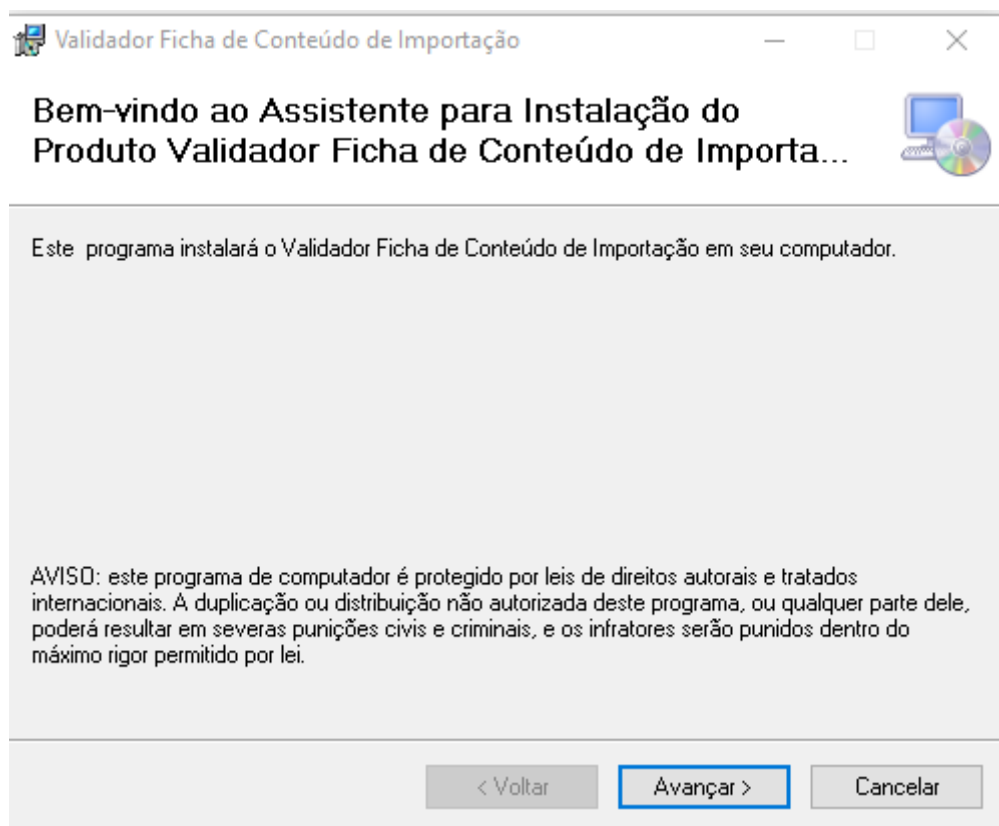 Validador Ficha de Conteúdo de Importação
Bem-vindo ao Assistente para Instalação do
Produto Validador Ficha de Conteúdo de Importa...
Este  programa instalará o Validador Ficha de Conteúdo de Importação em seu computador.
AVISO: este programa de computador é protegido por leis de direitos autorais e tratados
internacionais. A duplicação ou distribuição não autorizada deste programa, ou qualquer parte dele,
poderá resultar em severas punições civis e criminais, e os infratores serão punidos dentro do
máximo rigor permitido por lei.
< Voltar
Avançar >
Cancelar